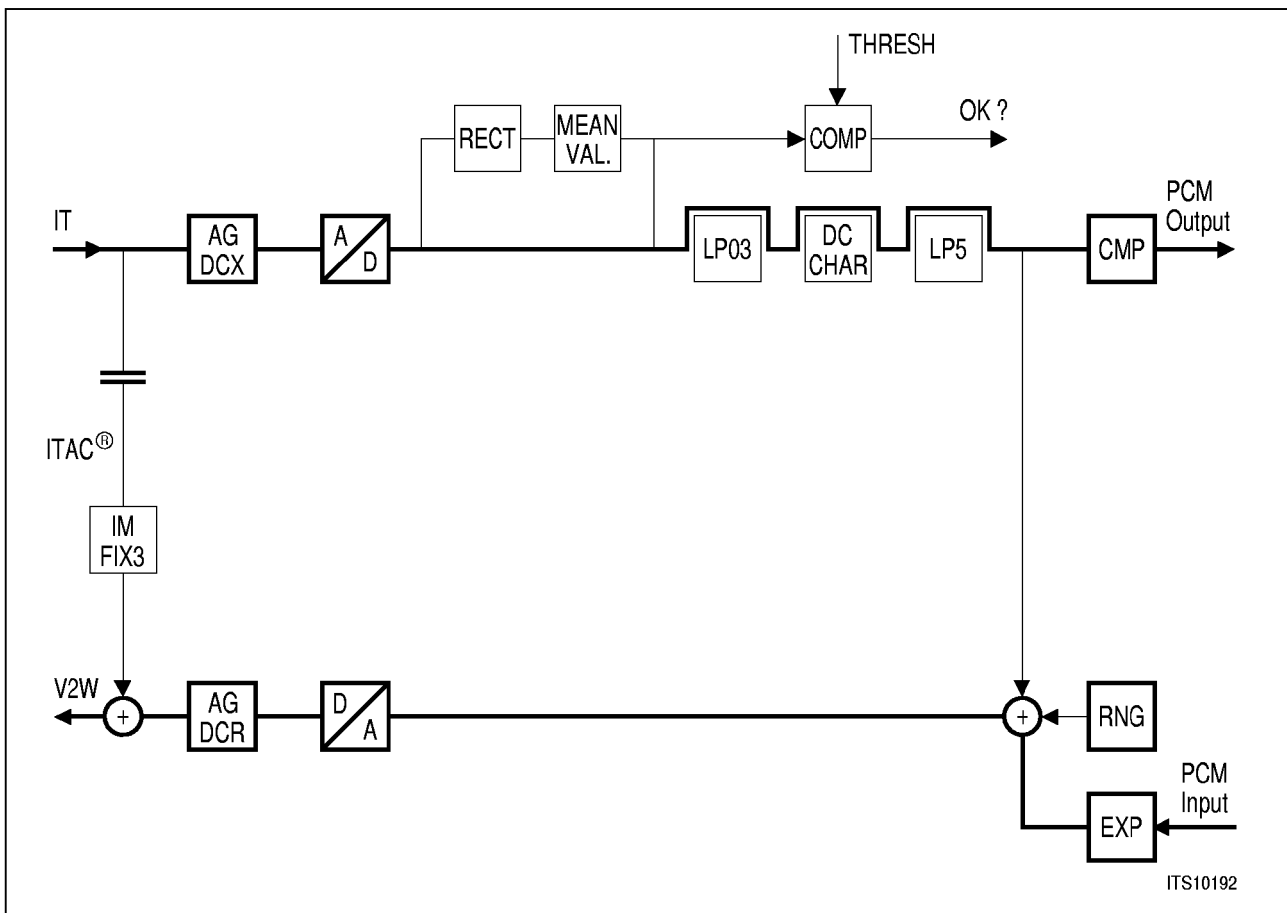 THRESH
OK ?
RECT
MEAN
VAL.
COMP
PCM
Output
IT
AG
DCX
A
D
LP03
DC
CHAR
LP5
CMP
ITAC®
IM
FIX3
V2W
+
AG
DCR
D
A
+
RNG
PCM
Input
EXP
ITS10192